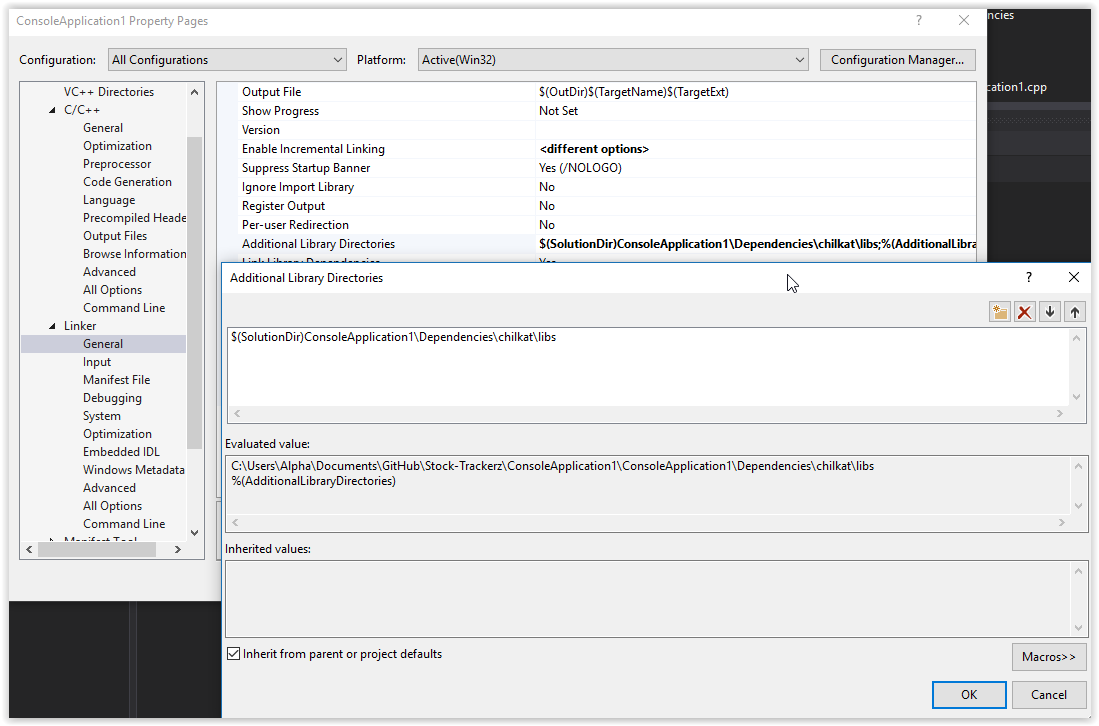 ConsoleApplication1 Property Pages
?
ncies
Configuration: All Configurations Platform: Active(Win32) Configuration Manager...
cation1.cpp
VC++ Directories
C/C++
General
Optimization
Preprocessor
Code Generation
Language
Precompiled Heade
Output Files
Browse Information
Advanced
All Options
Command Line
Linker
General
Input
Manifest File
Debugging
System
Optimization
Embedded IDL
Windows Metadata
Advanced
All Options
Command Line
Manifest Tool
Output File $(OutDir)$(TargetName)$(TargetExt)
Show Progress Not Set
Version
Enable Incremental Linking <different options>
Suppress Startup Banner Yes (/NOLOGO)
Ignore Import Library No
Register Output No
Per-user Redirection No
Additional Library Directories $(SolutionDir)ConsoleApplication1\Dependencies\chilkat\libs;%(AdditionalLibra
Link Library Dependencies Yes
Additional Library Directories
?
$(SolutionDir)ConsoleApplication1\Dependencies\chilkat\libs
Evaluated value:
C:\Users\Alpha\Documents\GitHub\Stock-Trackerz\ConsoleApplication1\ConsoleApplication1\Dependencies\chilkat\libs
%(AdditionalLibraryDirectories)
Inherited values:
Inherit from parent or project defaults
Macros>>
OK Cancel